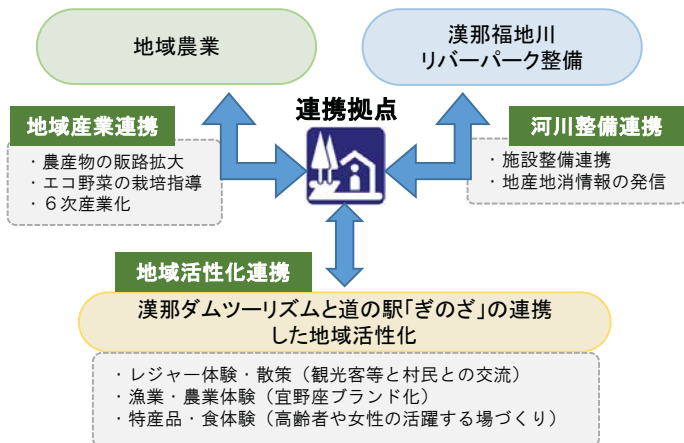 地域農業
漢那福地川
リバーパーク整備
連携拠点
地域産業連携
・農産物の販路拡大
・エコ野菜の栽培指導
・６次産業化
河川整備連携
・施設整備連携
・地産地消情報の発信
地域活性化連携
漢那ダムツーリズムと道の駅「ぎのざ」の連携
した地域活性化
・レジャー体験・散策（観光客等と村民との交流）
・漁業・農業体験（宜野座ブランド化）
・特産品・食体験（高齢者や女性の活躍する場づくり）